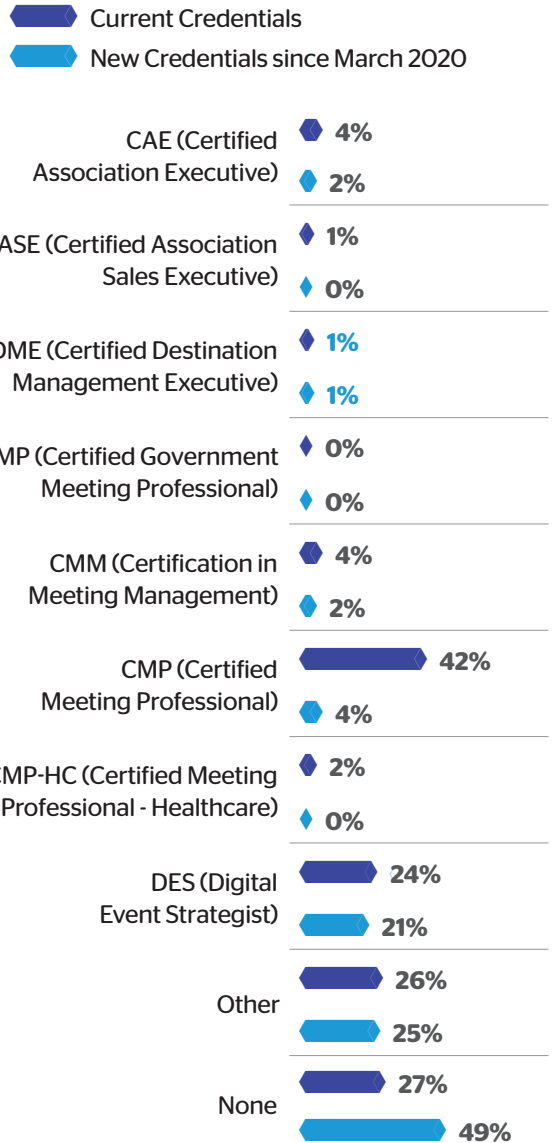 Current Credentials
New Credentials since March 2020
CAE (Certified
Association Executive)
4%
2%
ASE (Certified Association
Sales Executive)
1%
0%
DME (Certified Destination
Management Executive)
1%
1%
MP (Certified Government
Meeting Professional)
0%
0%
CMM (Certification in
Meeting Management)
4%
2%
CMP (Certified
Meeting Professional)
42%
4%
CMP-HC (Certified Meeting
Professional - Healthcare)
2%
0%
DES (Digital
Event Strategist)
24%
21%
Other
26%
25%
None
27%
49%